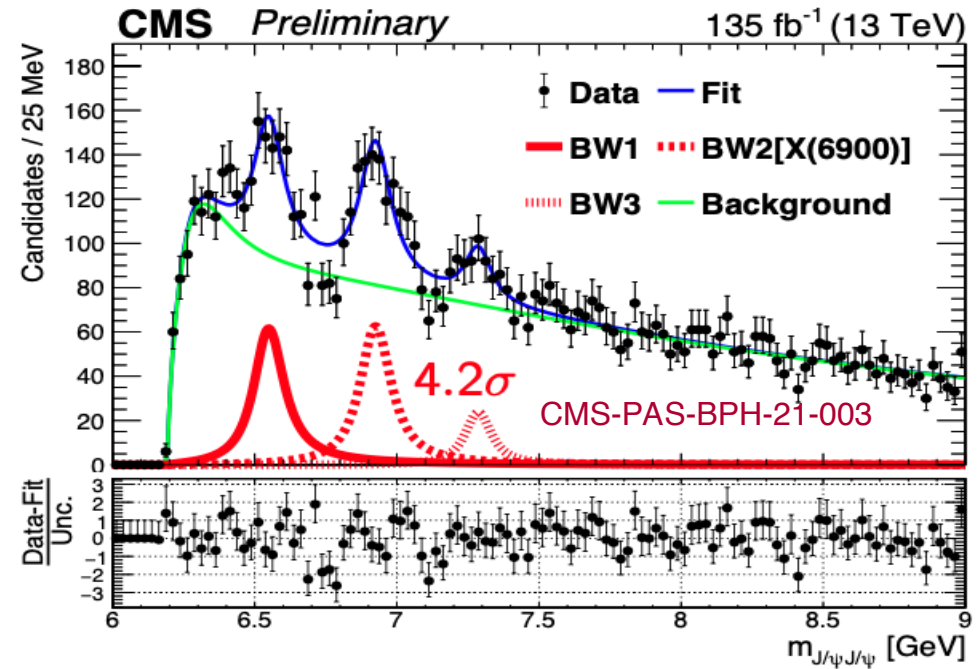 CMS Preliminary 135 fb⁻¹ (13 TeV)
Candidates / 25 MeV
180
160
140
120
100
80
60
40
20
0
Data
Fit
BW1
BW2[X(6900)]
BW3
Background
4.2σ
CMS-PAS-BPH-21-003
Data-Fit
Unc.
3
2
1
0
−1
−2
−3
6 6.5 7 7.5 8 8.5 9
m_{J/ψJ/ψ} [GeV]